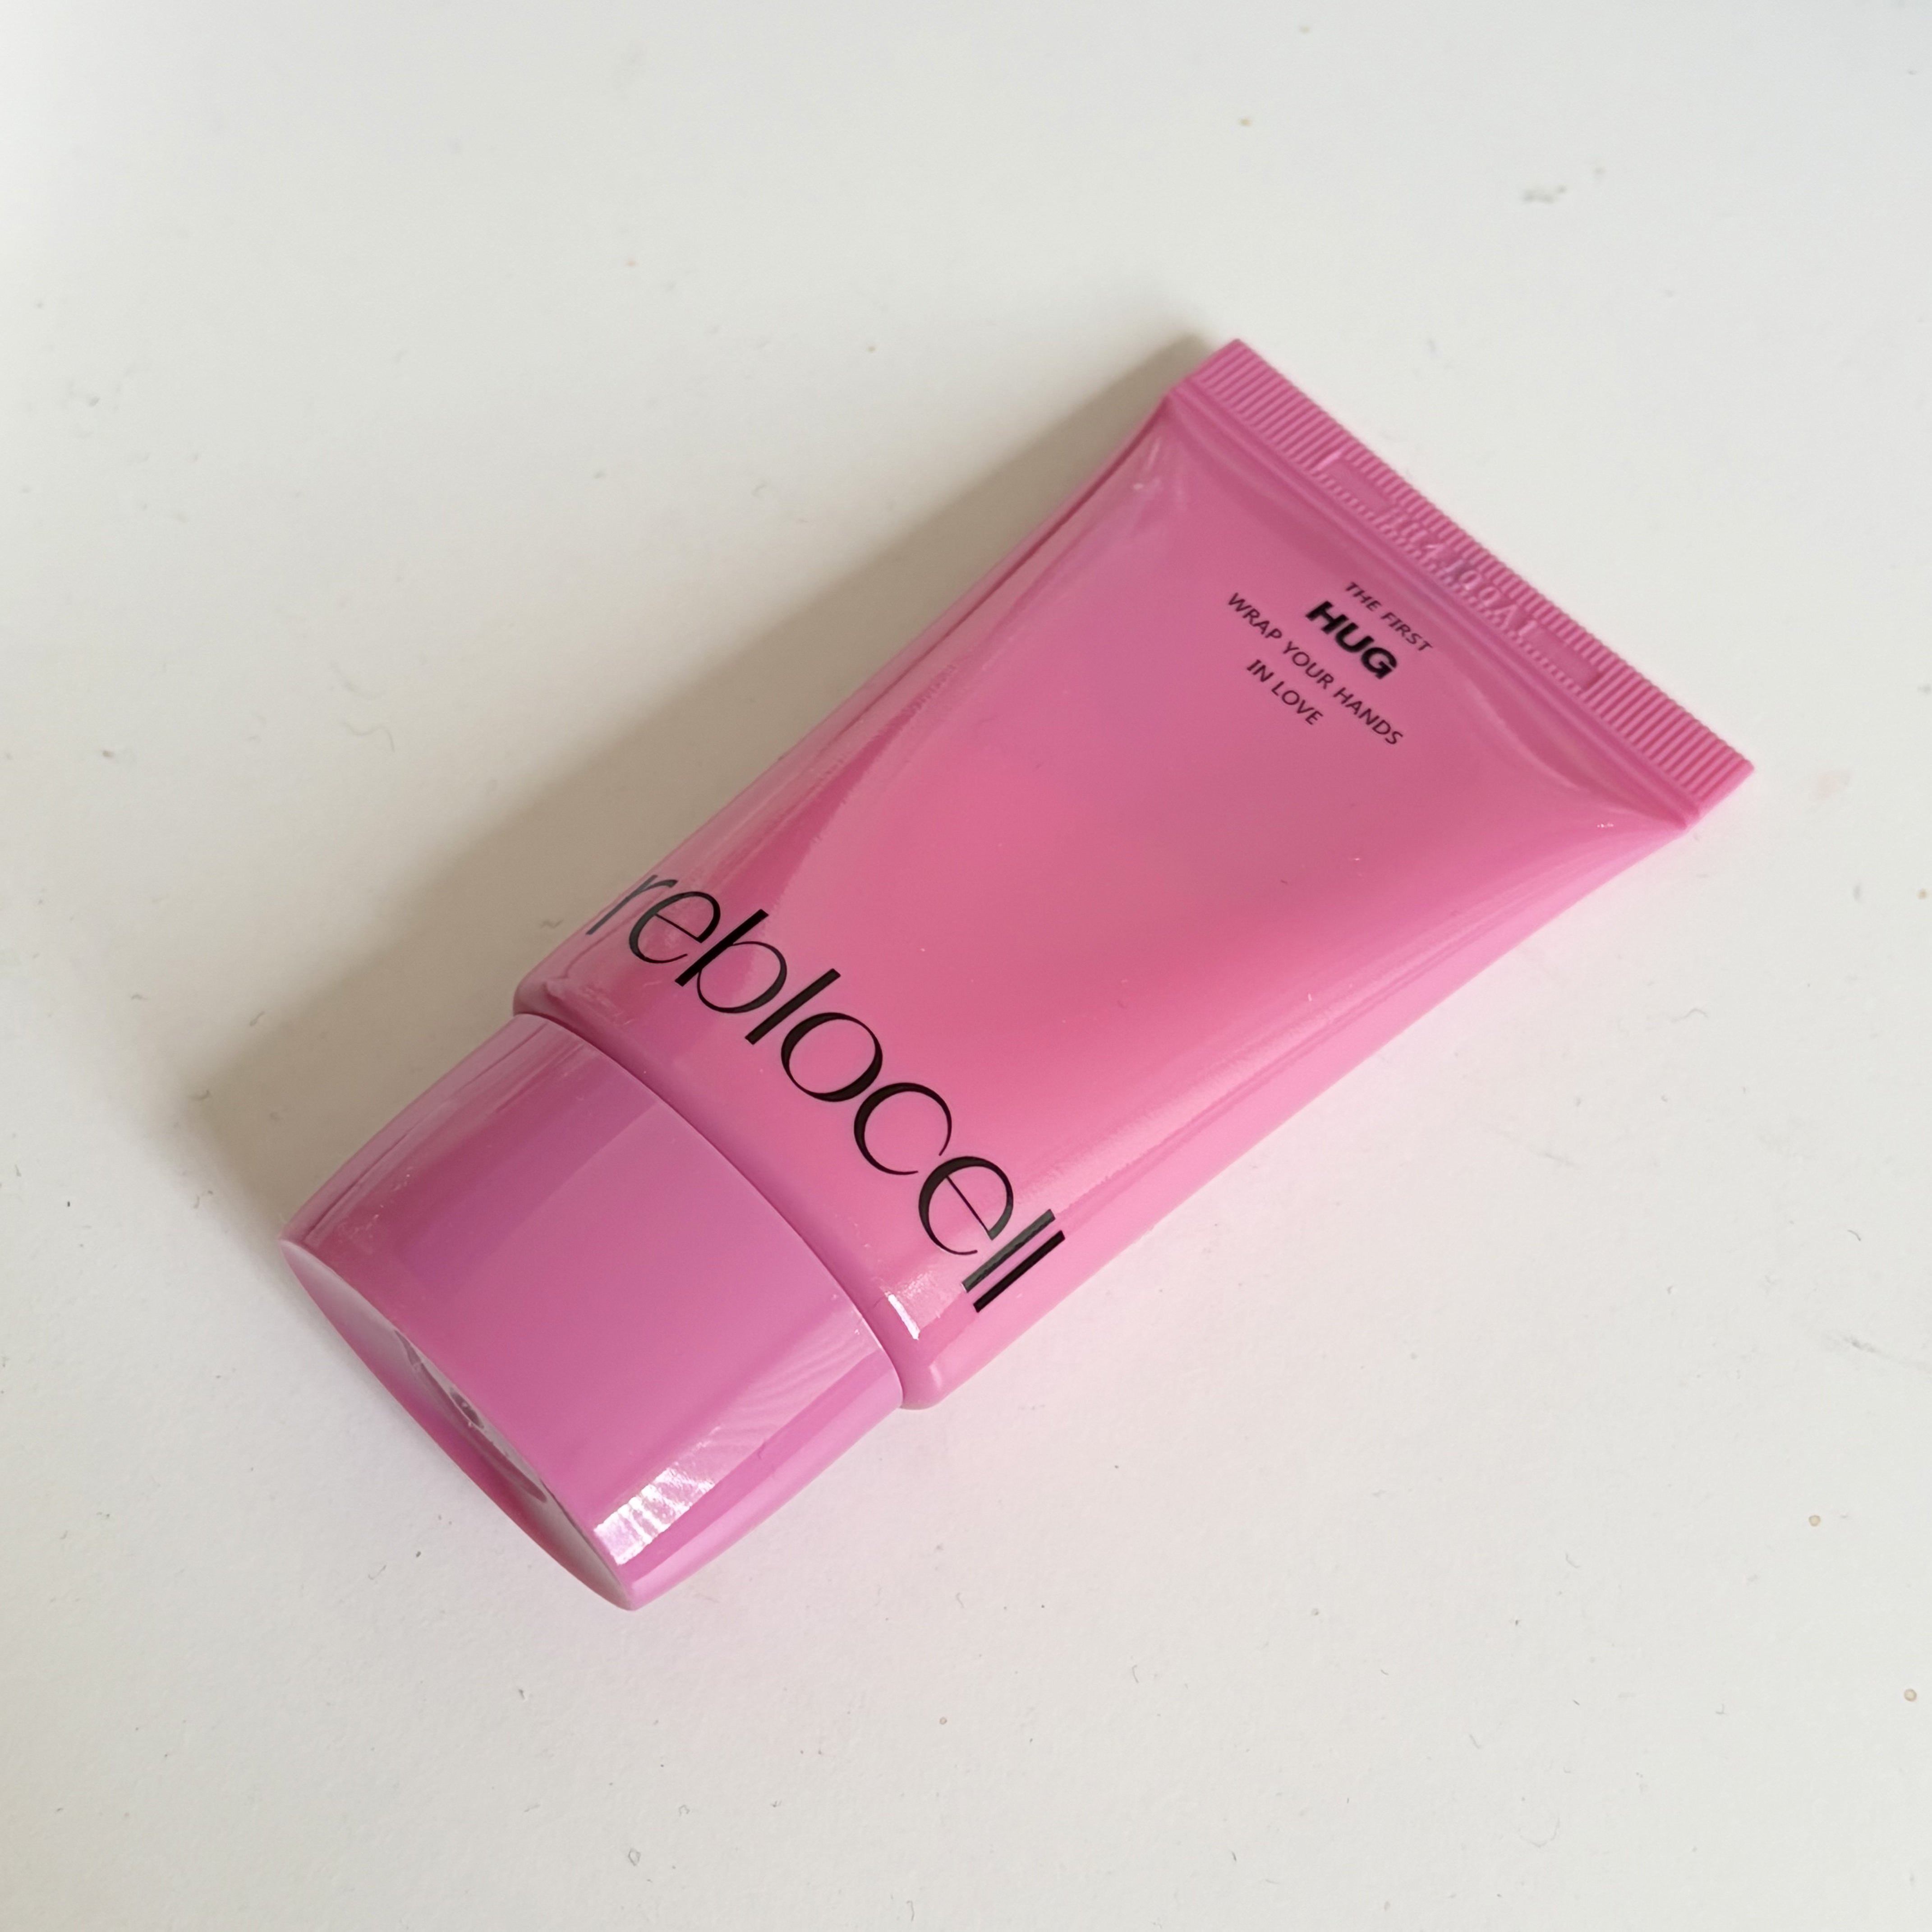 THE FIRST
HUG
WRAP YOUR HANDS
IN LOVE
reblocell